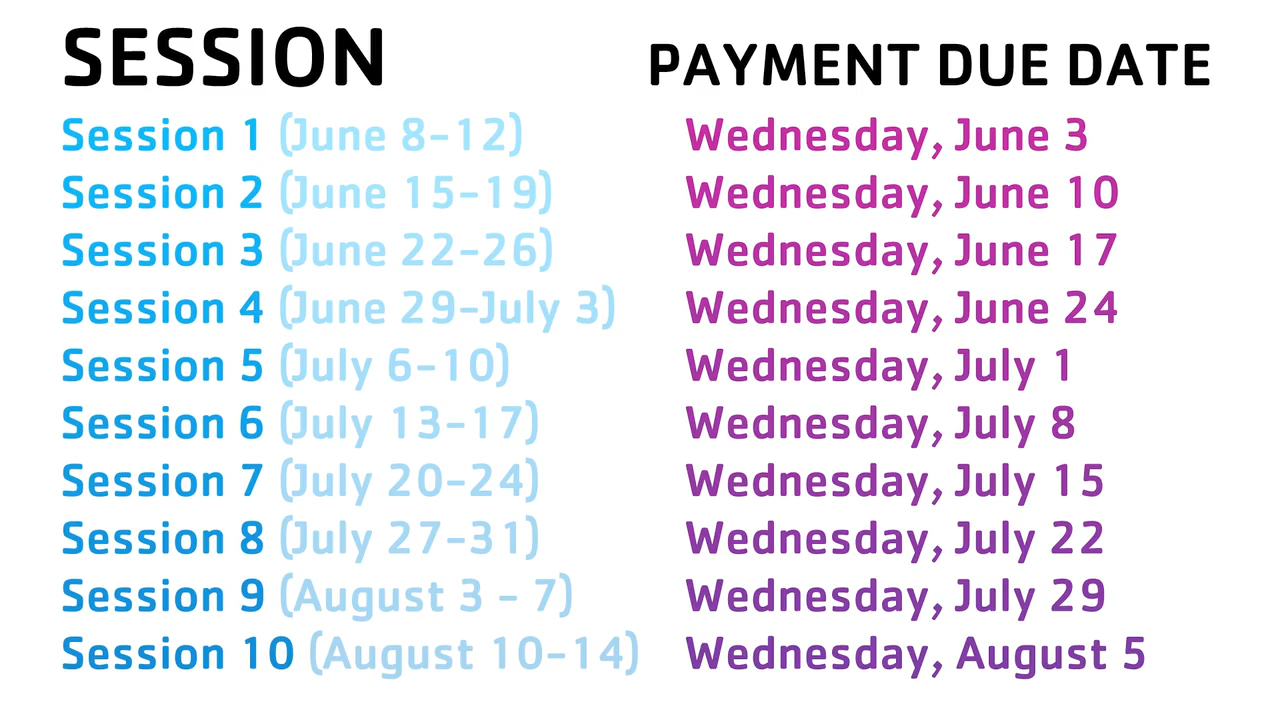 SESSION PAYMENT DUE DATE
Session 1 (June 8-12) Wednesday, June 3
Session 2 (June 15-19) Wednesday, June 10
Session 3 (June 22-26) Wednesday, June 17
Session 4 (June 29-July 3) Wednesday, June 24
Session 5 (July 6-10) Wednesday, July 1
Session 6 (July 13-17) Wednesday, July 8
Session 7 (July 20-24) Wednesday, July 15
Session 8 (July 27-31) Wednesday, July 22
Session 9 (August 3 - 7) Wednesday, July 29
Session 10 (August 10-14) Wednesday, August 5